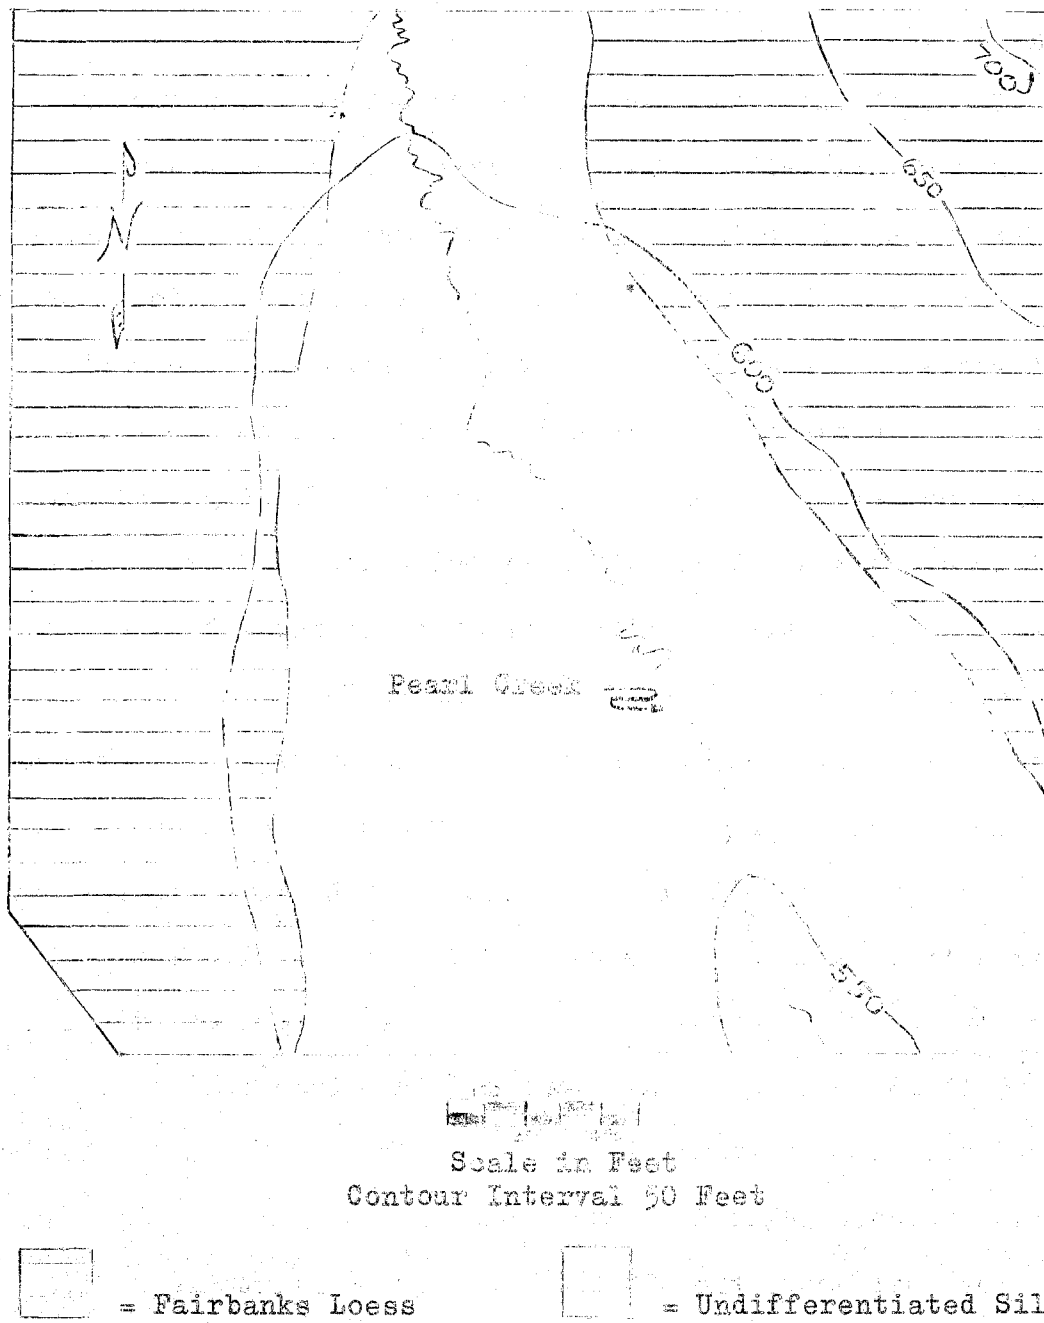 700
650
N
600
Pearl Creek
550
Scale in Feet
Contour Interval 50 Feet
= Fairbanks Loess
= Undifferentiated Sil